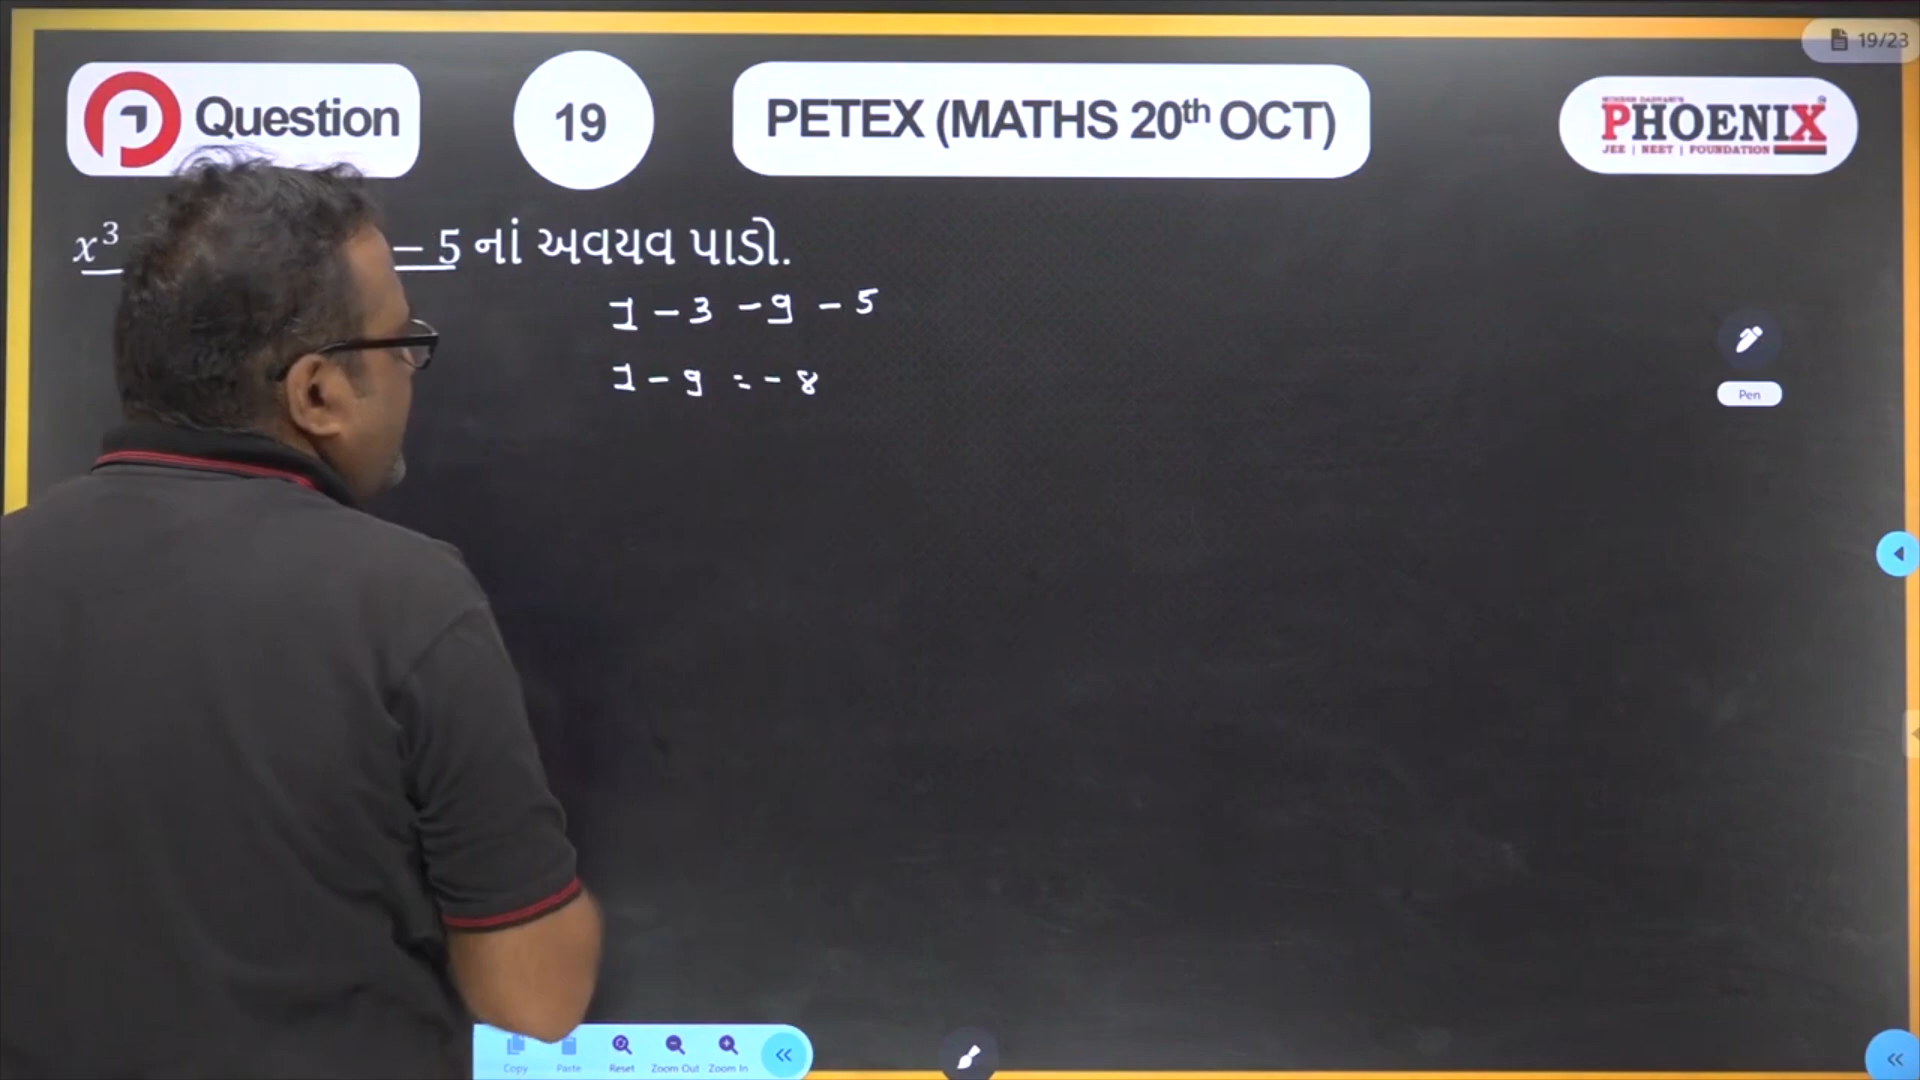 19/23
Question
19
PETEX (MATHS 20th OCT)
PHOENIX
JEE | NEET | FOUNDATION
x³ – 5 નાં અવયવ પાડો.
1 – 3 – 9 – 5
1 – 9 = – 8
Pen
Copy Paste Reset Zoom Out Zoom In